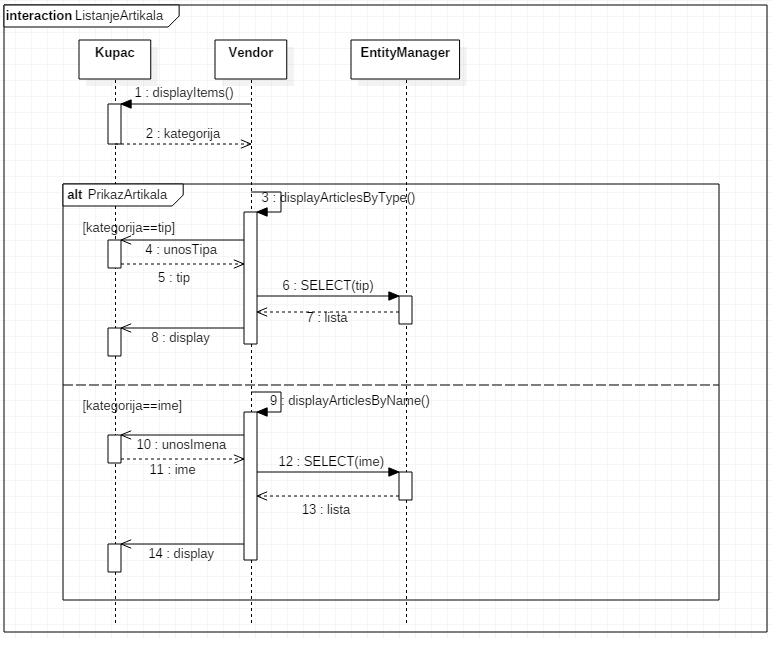 interaction ListanjeArtikala
Kupac
Vendor
EntityManager
1 : displayItems()
2 : kategorija
alt PrikazArtikala
3 : displayArticlesByType()
[kategorija==tip]
4 : unosTipa
5 : tip
6 : SELECT(tip)
7 : lista
8 : display
9 : displayArticlesByName()
[kategorija==ime]
10 : unosImena
11 : ime
12 : SELECT(ime)
13 : lista
14 : display